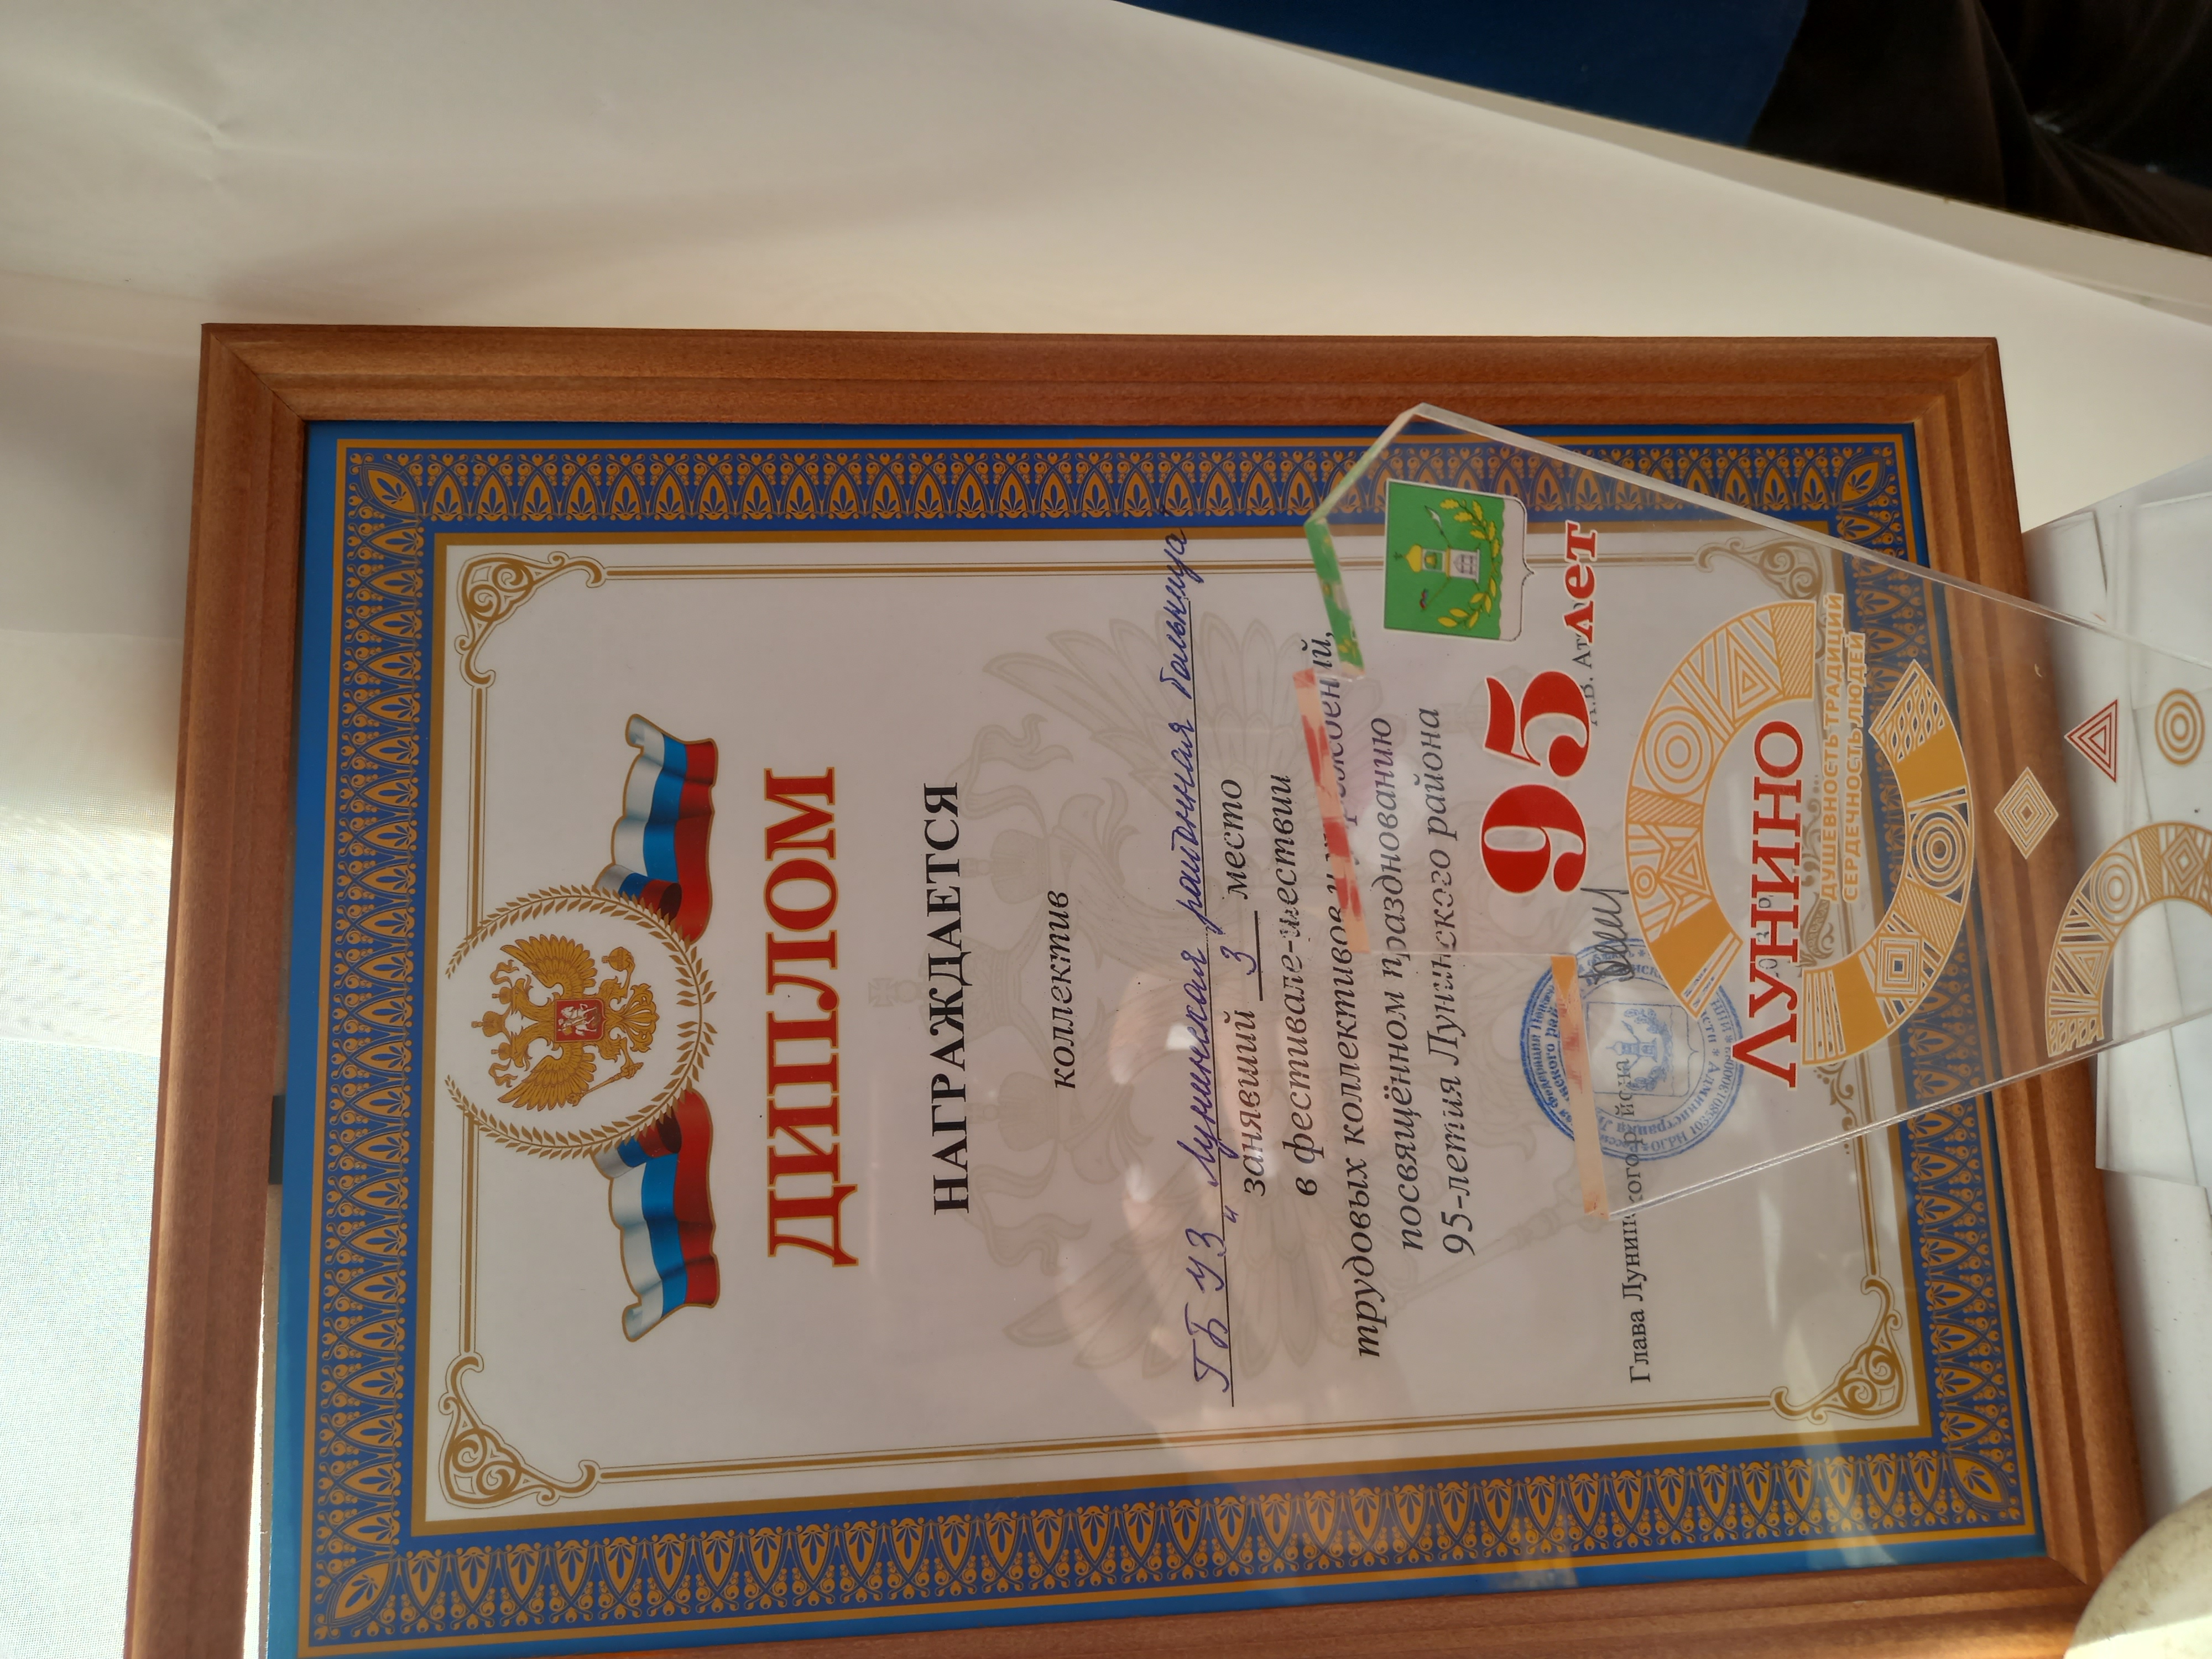 ДИПЛОМ
НАГРАЖДАЕТСЯ
коллектив
ГБУЗ „Лунинская районная больница"
занявший 3 место
в фестивале-шествии
трудовых коллективов и учреждений,
посвящённом празднованию
95-летия Лунинского района
Глава Лунинского района
А.В.
95 лет
ЛУНИНО
ДУШЕВНОСТЬ ТРАДИЦИЙ
СЕРДЕЧНОСТЬ ЛЮДЕЙ